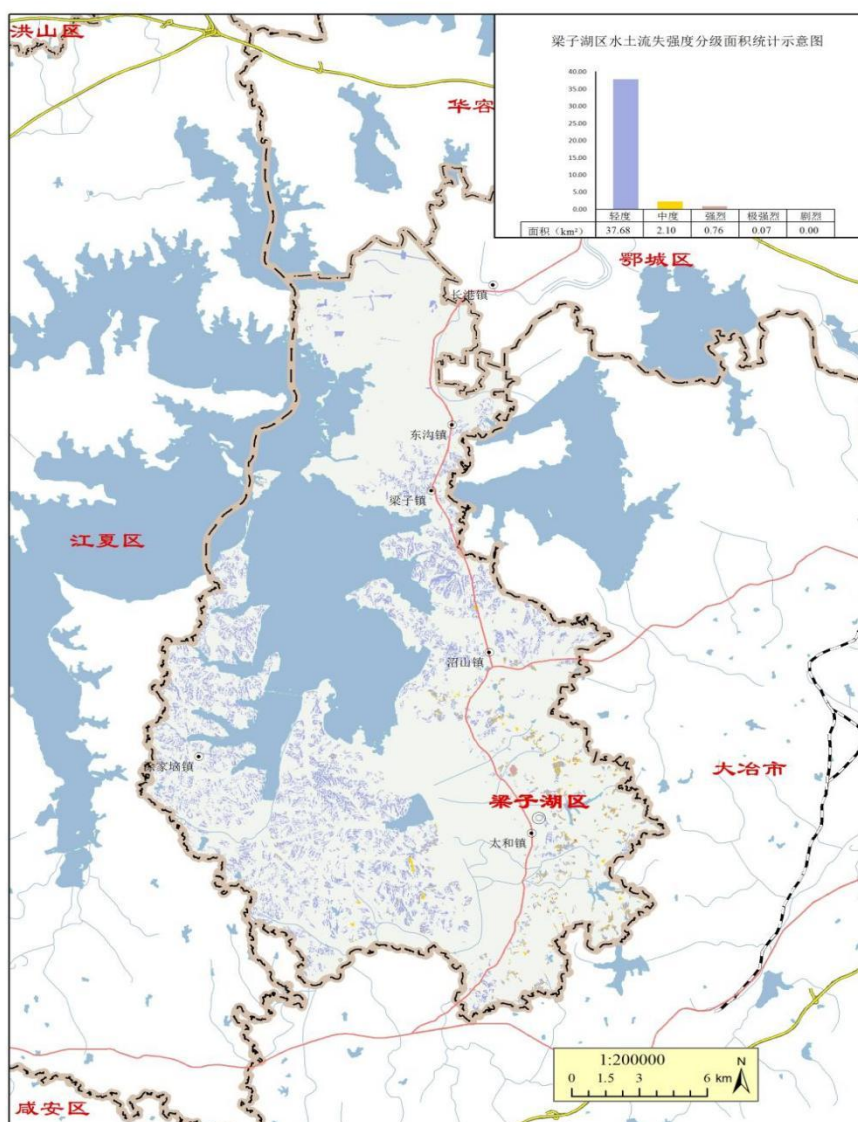 洪山区
梁子湖区水土流失强度分级面积统计示意图
40.00
35.00
30.00
25.00
20.00
15.00
10.00
5.00
0.00
轻度 中度 强烈 极强烈 剧烈
面积（km²） 37.68 2.10 0.76 0.07 0.00
华容
鄂城区
长港镇
东沟镇
梁子镇
江夏区
沼山镇
家垴镇
大冶市
梁子湖区
太和镇
1:200000
N
0 1.5 3 6 km
咸安区